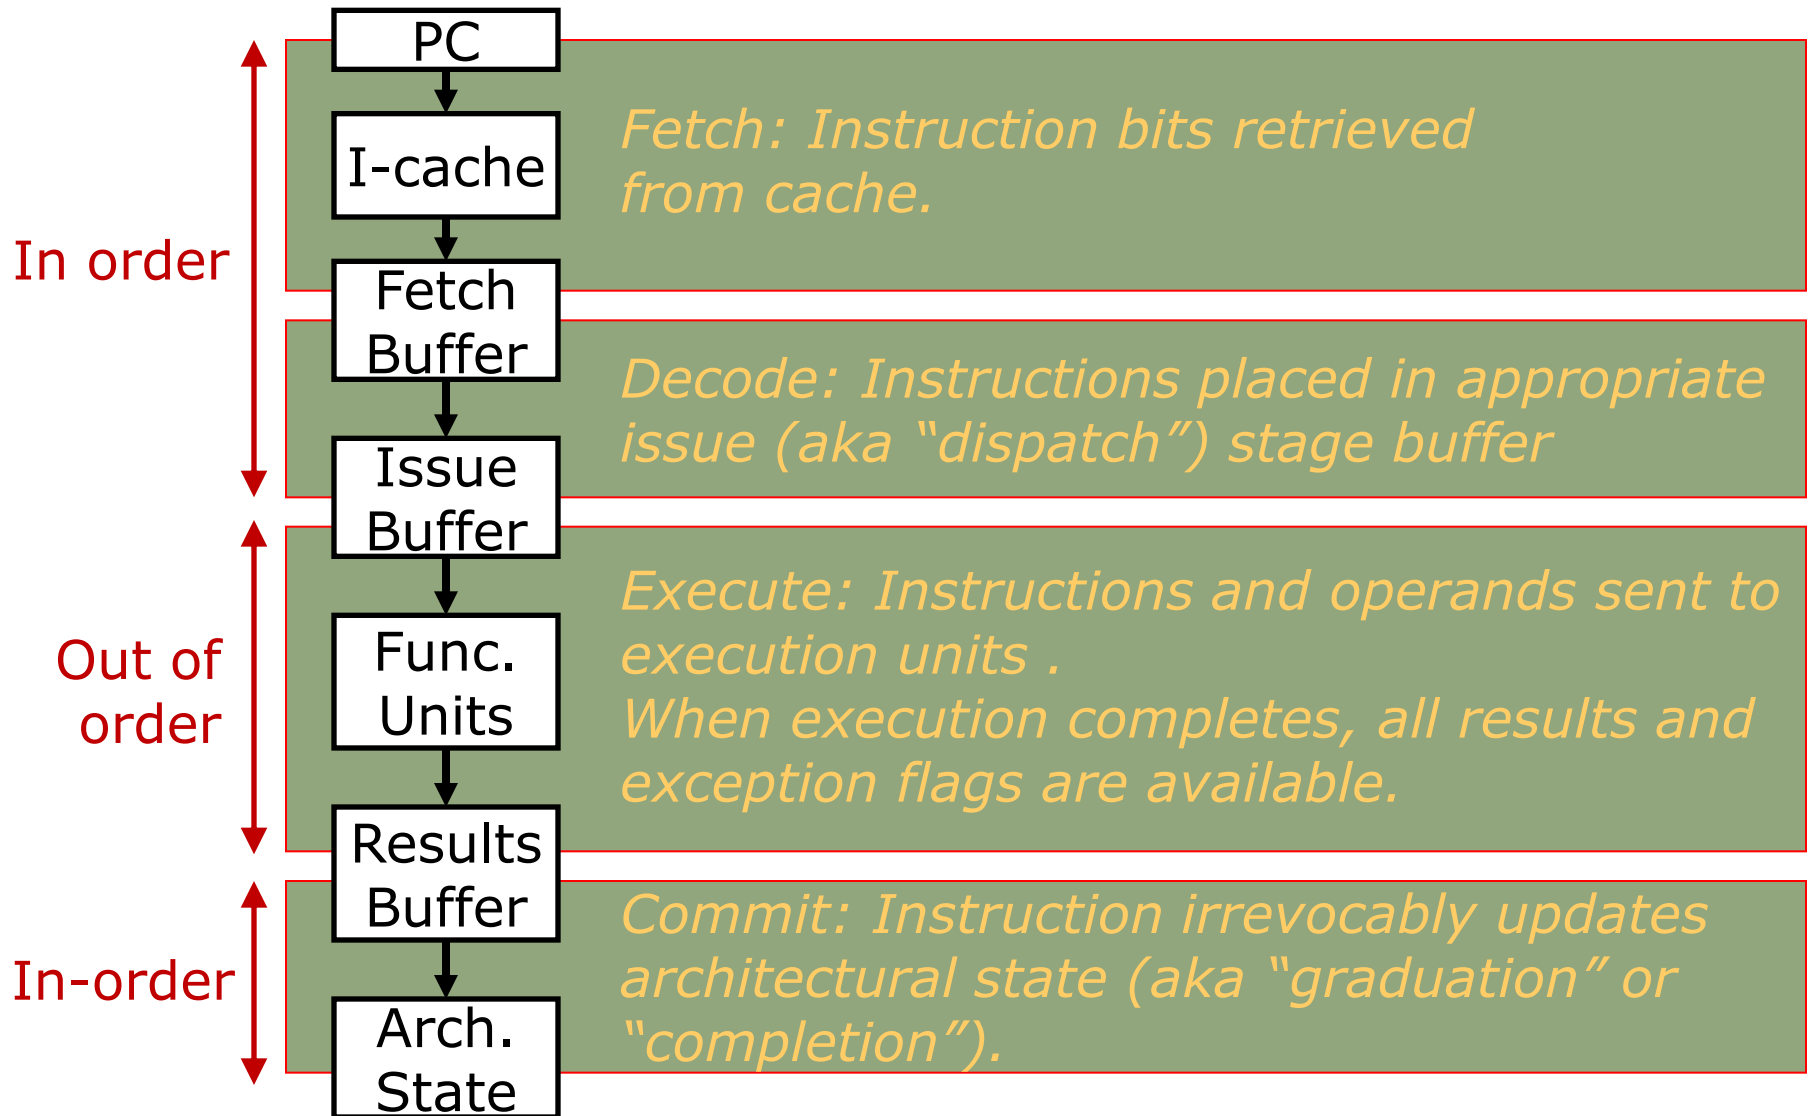 PC
I-cache
Fetch: Instruction bits retrieved
from cache.
In order
Fetch
Buffer
Decode: Instructions placed in appropriate
issue (aka “dispatch”) stage buffer
Issue
Buffer
Execute: Instructions and operands sent to
execution units .
When execution completes, all results and
exception flags are available.
Out of
order
Func.
Units
Results
Buffer
Commit: Instruction irrevocably updates
architectural state (aka “graduation” or
“completion”).
In-order
Arch.
State